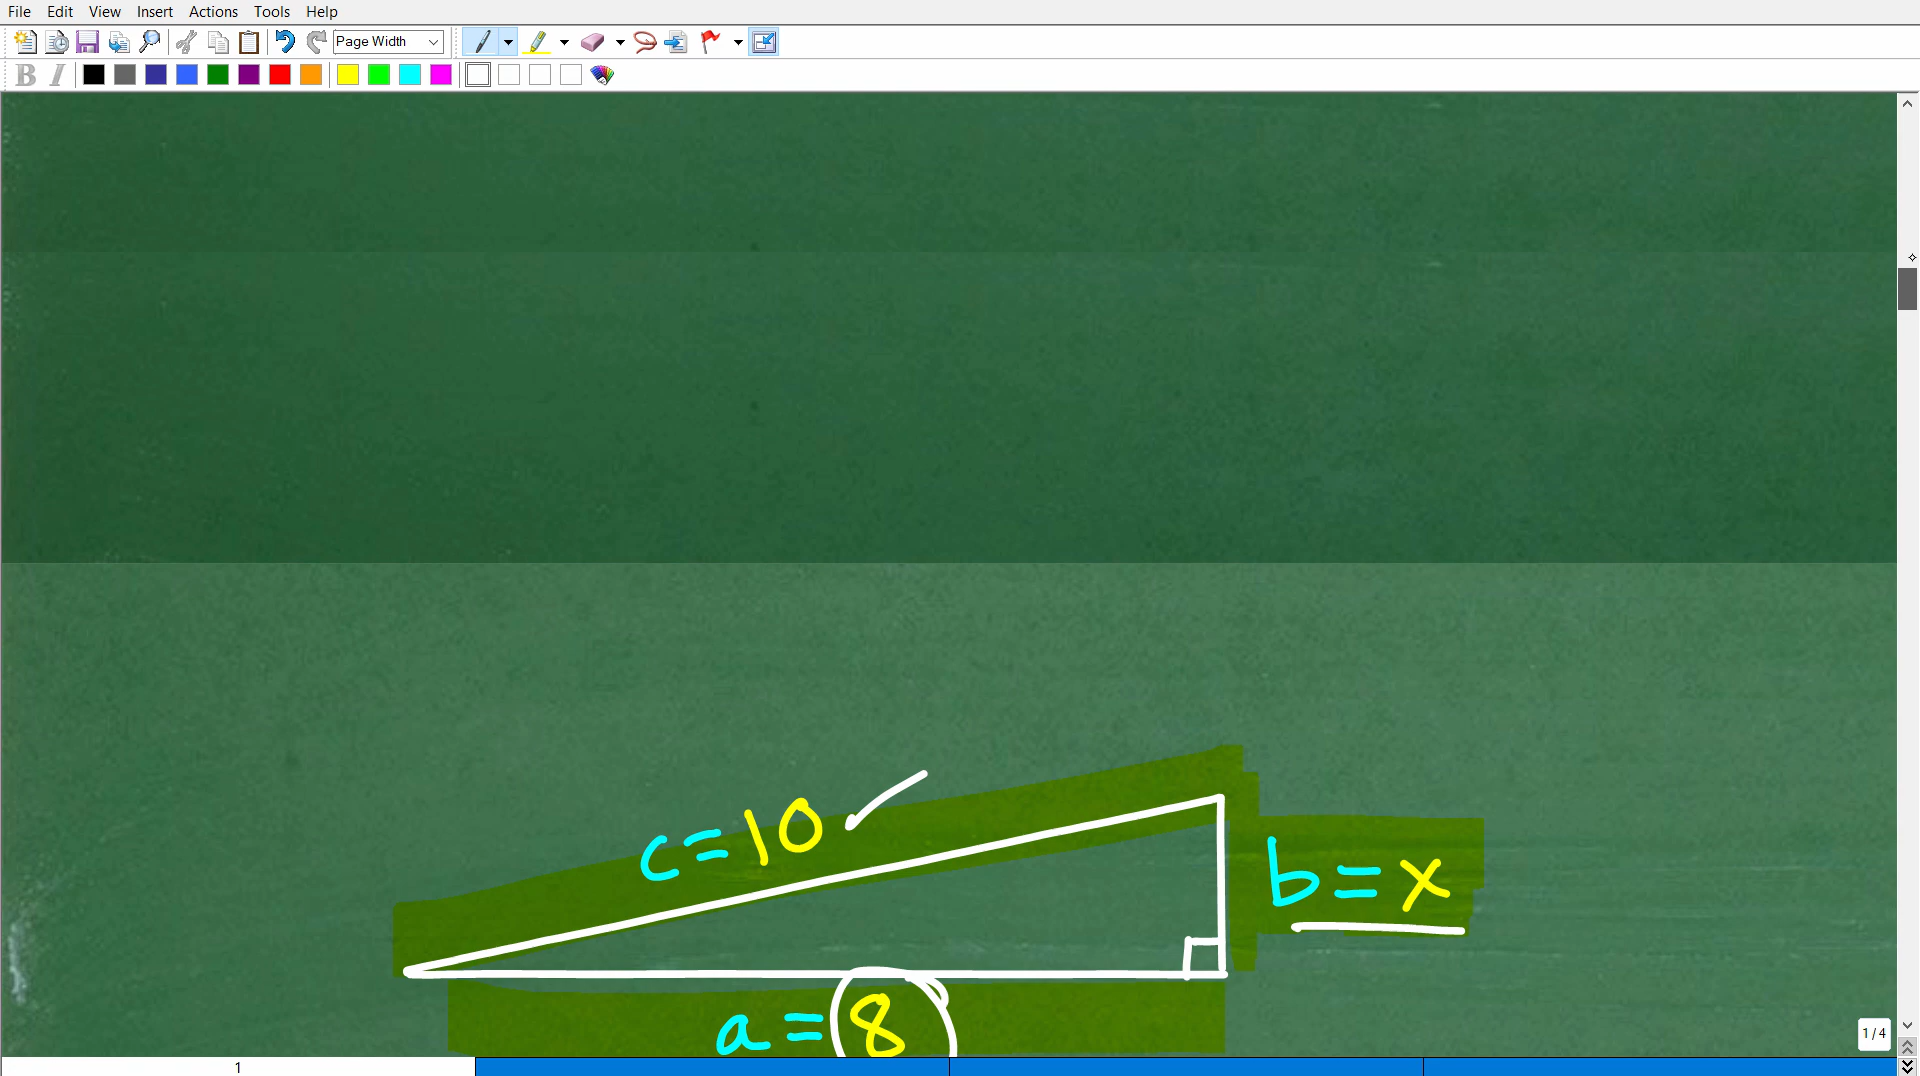 File Edit View Insert Actions Tools Help
Page Width
B I
c=10
b=x
a=8
1 / 4
1